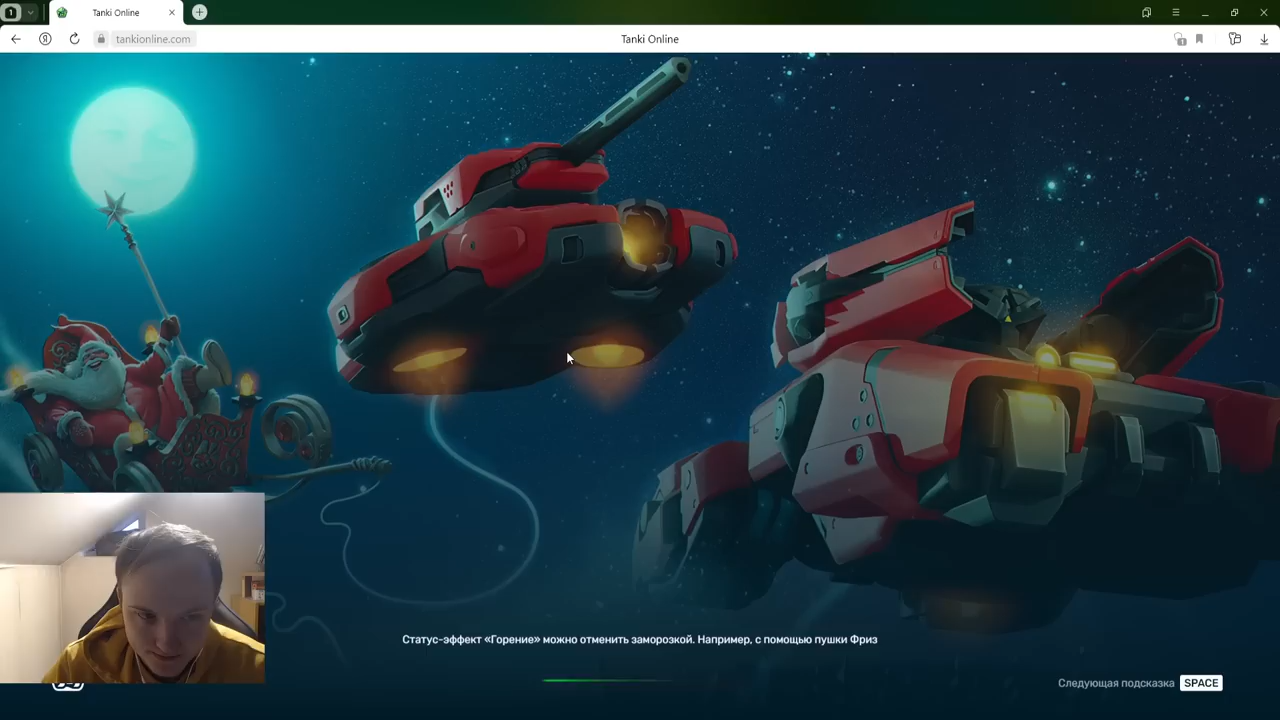 1
Tanki Online
tankionline.com
Tanki Online
Статус-эффект «Горение» можно отменить заморозкой. Например, с помощью пушки Фриз
Следующая подсказка SPACE